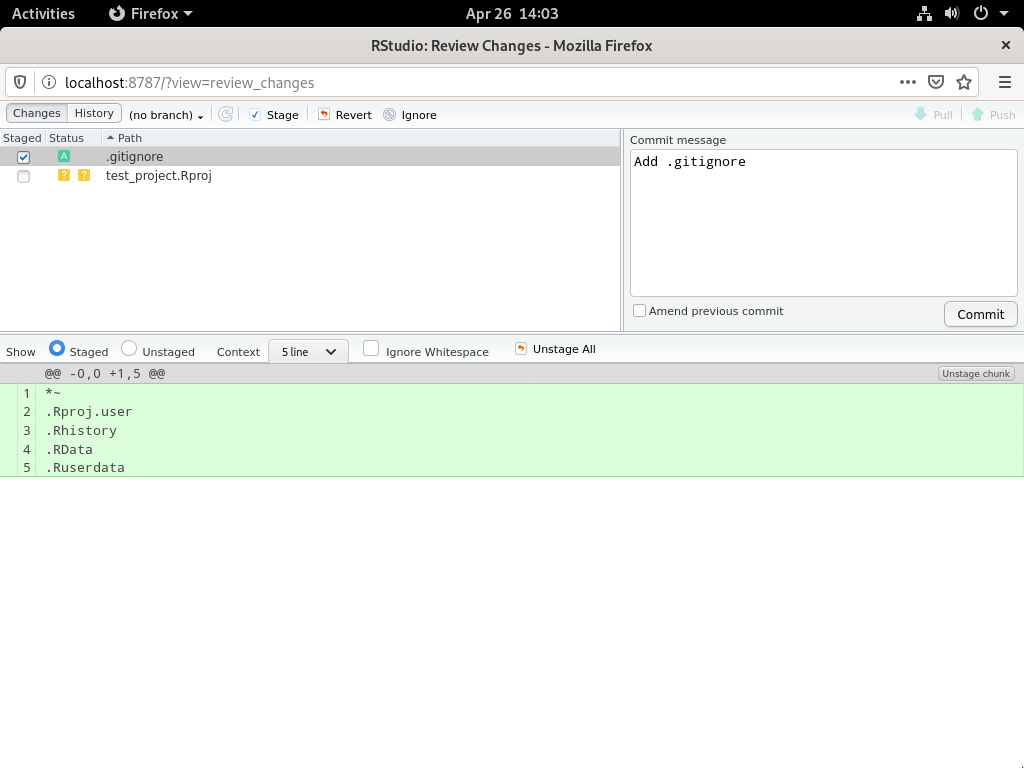 Activities Firefox Apr 26 14:03
RStudio: Review Changes - Mozilla Firefox
localhost:8787/?view=review_changes
Changes History (no branch) Stage Revert Ignore Pull Push
Staged Status Path
A .gitignore
? ? test_project.Rproj
Commit message
Add .gitignore
Amend previous commit
Commit
Show Staged Unstaged Context 5 line Ignore Whitespace Unstage All
@@ -0,0 +1,5 @@ Unstage chunk
1 *~
2 .Rproj.user
3 .Rhistory
4 .RData
5 .Ruserdata